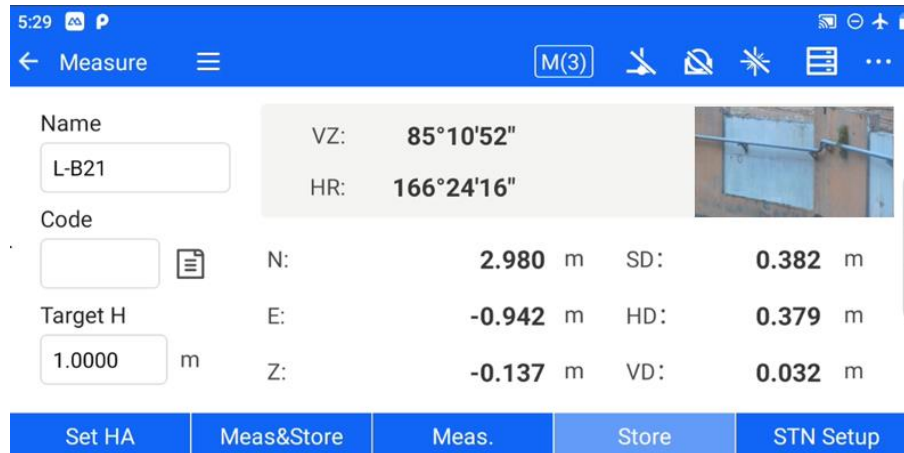 5:29
Measure M(3)
Name
L-B21
VZ: 85°10'52"
HR: 166°24'16"
Code
N: 2.980 m SD: 0.382 m
Target H
E: -0.942 m HD: 0.379 m
1.0000 m
Z: -0.137 m VD: 0.032 m
Set HA Meas&Store Meas. Store STN Setup